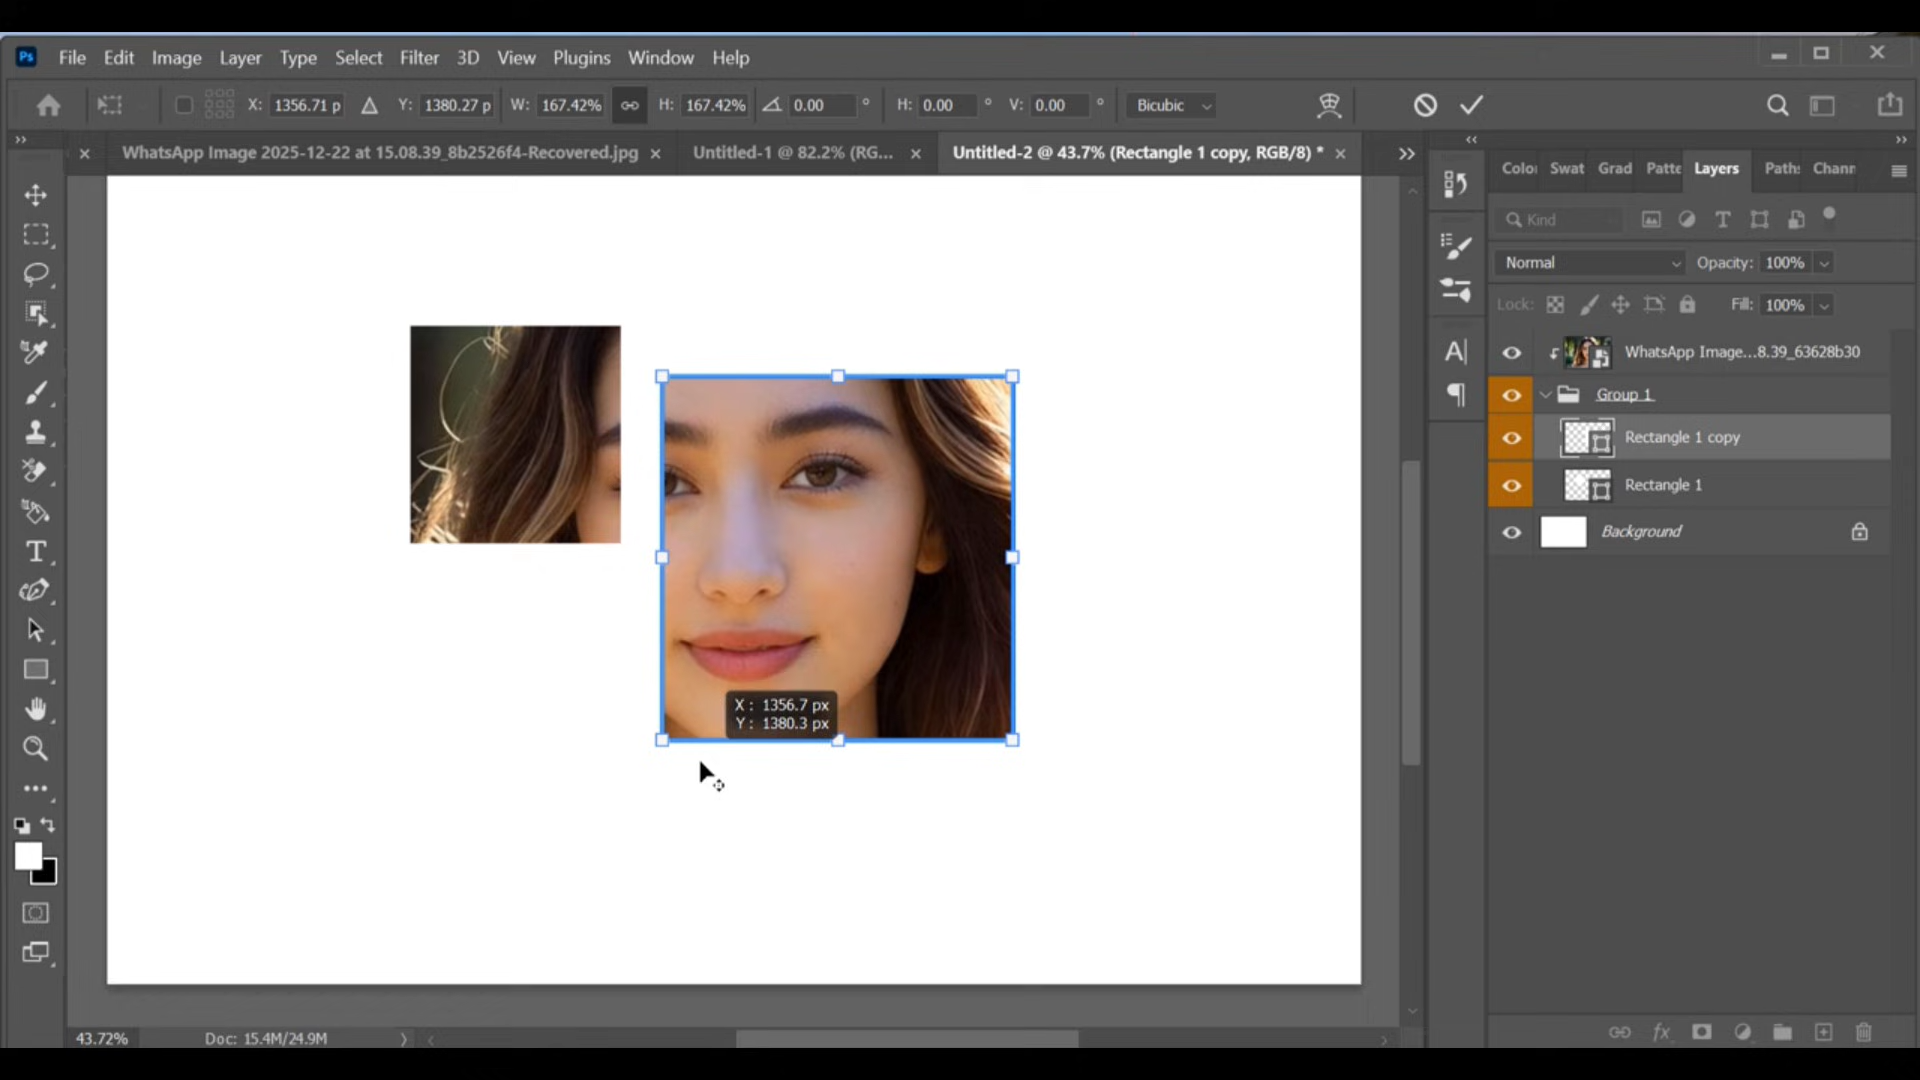 Ps File Edit Image Layer Type Select Filter 3D View Plugins Window Help
X: 1356.71 p Y: 1380.27 p W: 167.42% H: 167.42% 0.00 ° H: 0.00 ° V: 0.00 ° Bicubic
WhatsApp Image 2025-12-22 at 15.08.39_8b2526f4-Recovered.jpg Untitled-1 @ 82.2% (RG... Untitled-2 @ 43.7% (Rectangle 1 copy, RGB/8) *
Color Swat Grad Patte Layers Paths Chann
Kind
Normal Opacity: 100%
Lock: Fill: 100%
WhatsApp Image...8.39_63628b30
Group 1
Rectangle 1 copy
Rectangle 1
Background
X : 1356.7 px
Y : 1380.3 px
43.72% Doc: 15.4M/24.9M